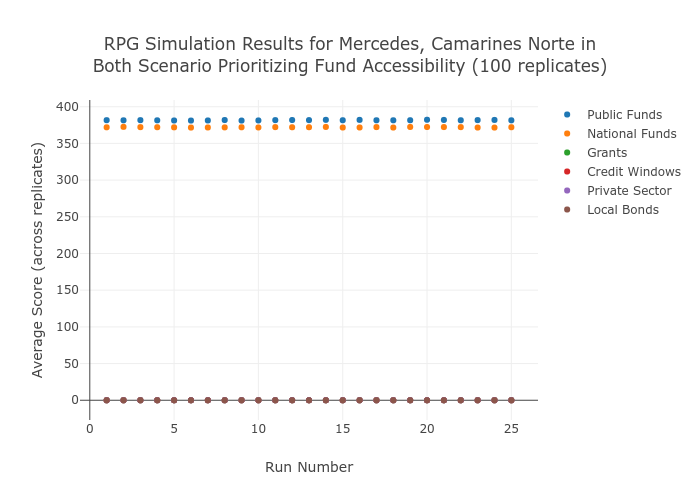 RPG Simulation Results for Mercedes, Camarines Norte in
Both Scenario Prioritizing Fund Accessibility (100 replicates)
Average Score (across replicates)
400
350
300
250
200
150
100
50
0
0
5
10
15
20
25
Run Number
Public Funds
National Funds
Grants
Credit Windows
Private Sector
Local Bonds